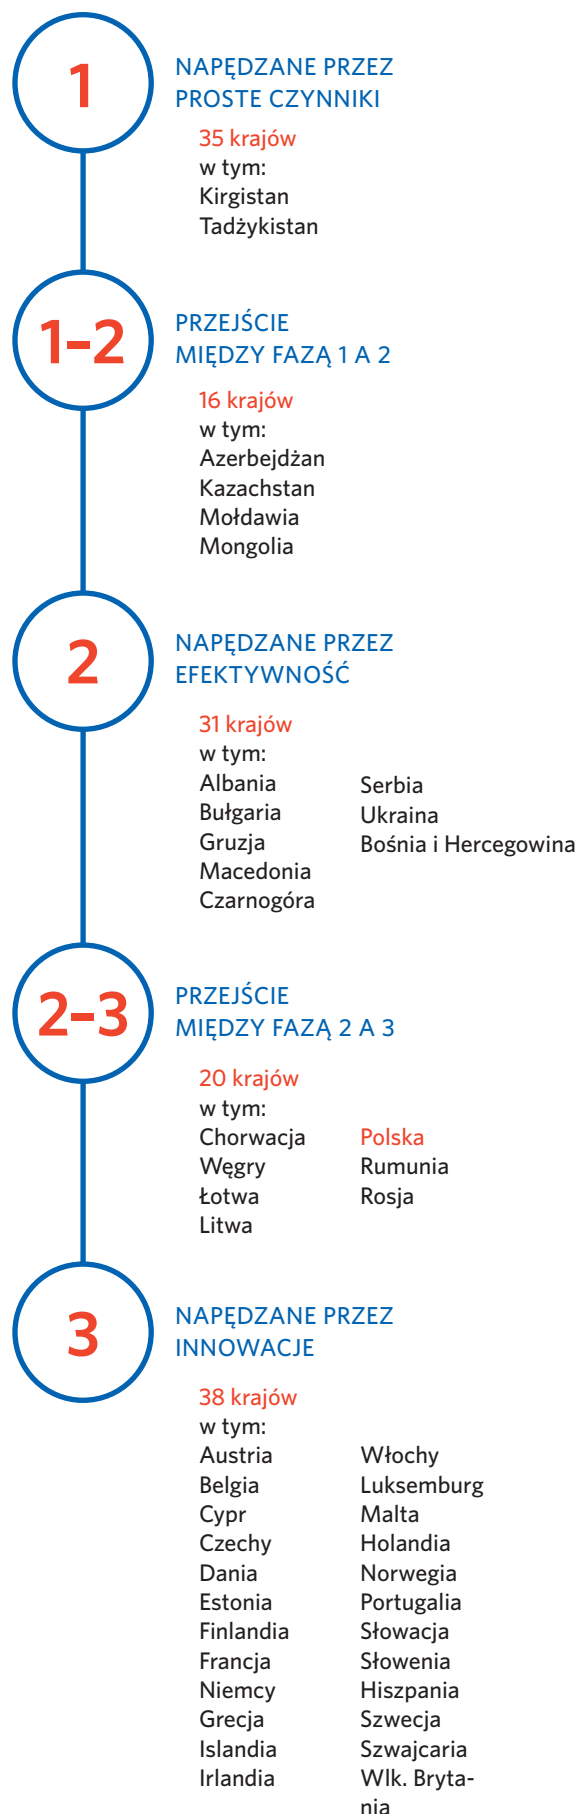 1
NAPĘDZANE PRZEZ
PROSTE CZYNNIKI
35 krajów
w tym:
Kirgistan
Tadżykistan
1-2
PRZEJŚCIE
MIĘDZY FAZĄ 1 A 2
16 krajów
w tym:
Azerbejdżan
Kazachstan
Mołdawia
Mongolia
2
NAPĘDZANE PRZEZ
EFEKTYWNOŚĆ
31 krajów
w tym:
Albania
Bułgaria
Gruzja
Macedonia
Czarnogóra
Serbia
Ukraina
Bośnia i Hercegowina
2-3
PRZEJŚCIE
MIĘDZY FAZĄ 2 A 3
20 krajów
w tym:
Chorwacja
Węgry
Łotwa
Litwa
Polska
Rumunia
Rosja
3
NAPĘDZANE PRZEZ
INNOWACJE
38 krajów
w tym:
Austria
Belgia
Cypr
Czechy
Dania
Estonia
Finlandia
Francja
Niemcy
Grecja
Islandia
Irlandia
Włochy
Luksemburg
Malta
Holandia
Norwegia
Portugalia
Słowacja
Słowenia
Hiszpania
Szwecja
Szwajcaria
Wlk. Bryta-
nia